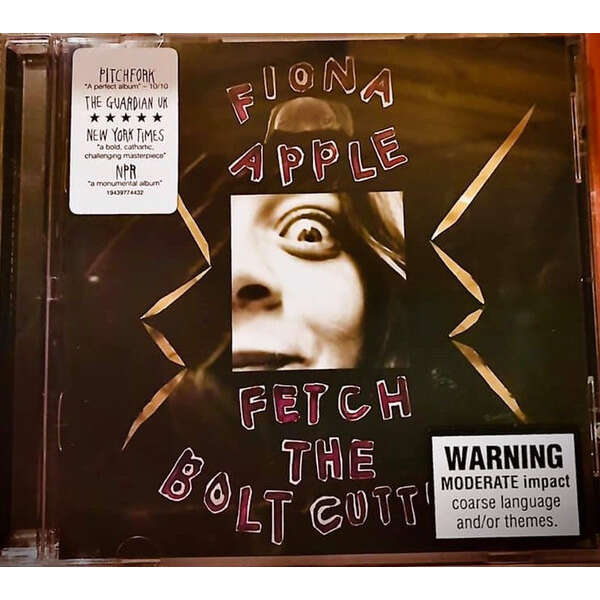 PITCHFORK
"A perfect album" – 10/10
THE GUARDIAN UK
★★★★★
NEW YORK TIMES
"a bold, cathartic,
challenging masterpiece"
NPR
"a monumental album"
19439774432
FIONA
APPLE
FETCH
THE
BOLT CUTT
WARNING
MODERATE impact
coarse language
and/or themes.